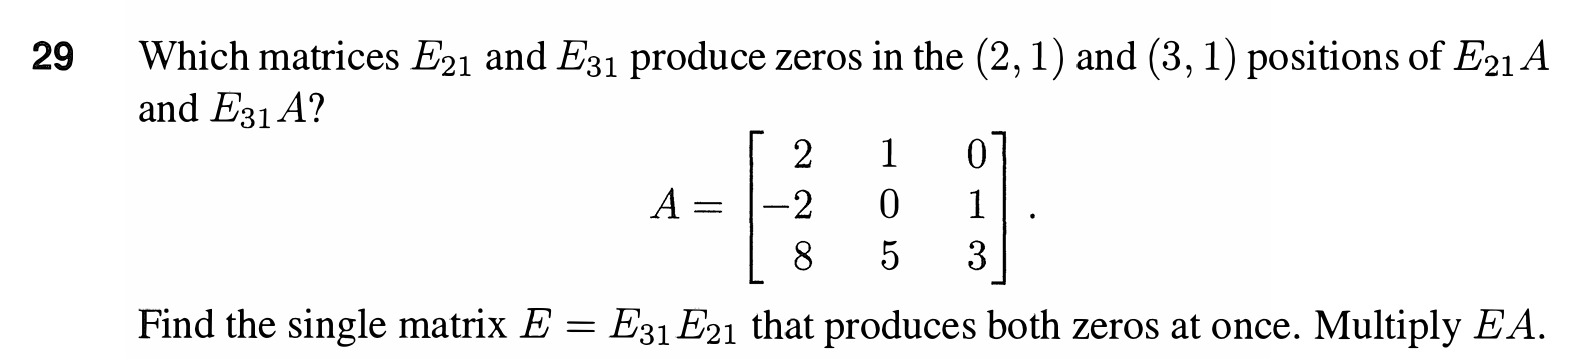 29 Which matrices E₂₁ and E₃₁ produce zeros in the (2, 1) and (3, 1) positions of E₂₁A
and E₃₁A?
A = [ 2 1 0
−2 0 1
8 5 3 ] .
Find the single matrix E = E₃₁E₂₁ that produces both zeros at once. Multiply EA.